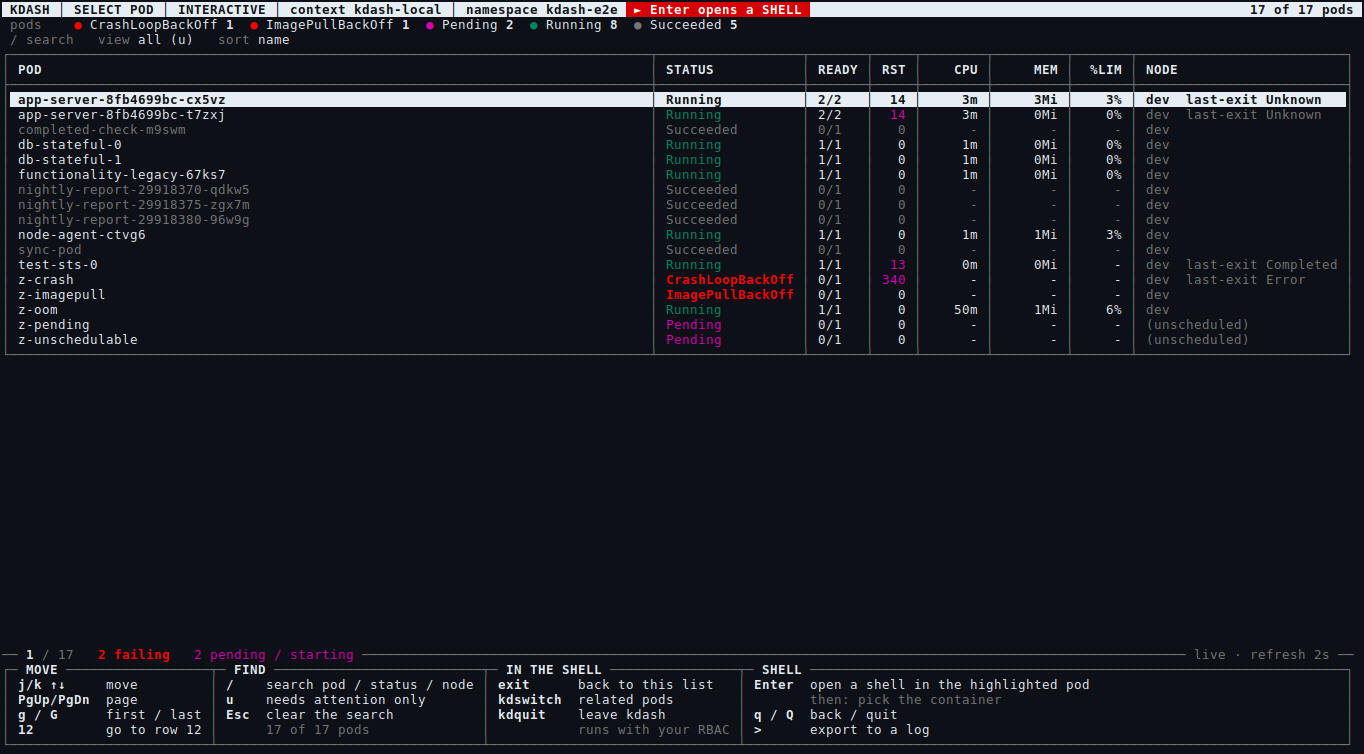 KDASH │ SELECT POD │ INTERACTIVE │ context kdash-local │ namespace kdash-e2e ► Enter opens a SHELL 17 of 17 pods
pods ● CrashLoopBackOff 1 ● ImagePullBackOff 1 ● Pending 2 ● Running 8 ● Succeeded 5
/ search view all (u) sort name
POD STATUS READY RST CPU MEM %LIM NODE
app-server-8fb4699bc-cx5vz Running 2/2 14 3m 3Mi 3% dev last-exit Unknown
app-server-8fb4699bc-t7zxj Running 2/2 14 3m 0Mi 0% dev last-exit Unknown
completed-check-m9swm Succeeded 0/1 0 - - - dev
db-stateful-0 Running 1/1 0 1m 0Mi 0% dev
db-stateful-1 Running 1/1 0 1m 0Mi 0% dev
functionality-legacy-67ks7 Running 1/1 0 1m 0Mi 0% dev
nightly-report-29918370-qdkw5 Succeeded 0/1 0 - - - dev
nightly-report-29918375-zgx7m Succeeded 0/1 0 - - - dev
nightly-report-29918380-96w9g Succeeded 0/1 0 - - - dev
node-agent-ctvg6 Running 1/1 0 1m 1Mi 3% dev
sync-pod Succeeded 0/1 0 - - - dev
test-sts-0 Running 1/1 13 0m 0Mi - dev last-exit Completed
z-crash CrashLoopBackOff 0/1 340 - - - dev last-exit Error
z-imagepull ImagePullBackOff 0/1 0 - - - dev
z-oom Running 1/1 0 50m 1Mi 6% dev
z-pending Pending 0/1 0 - - - (unscheduled)
z-unschedulable Pending 0/1 0 - - - (unscheduled)
1 / 17 2 failing 2 pending / starting live · refresh 2s
MOVE FIND IN THE SHELL SHELL
j/k ↑↓ move / search pod / status / node exit back to this list Enter open a shell in the highlighted pod
PgUp/PgDn page u needs attention only kdswitch related pods then: pick the container
g / G first / last Esc clear the search kdquit leave kdash q / Q back / quit
12 go to row 12 17 of 17 pods runs with your RBAC > export to a log